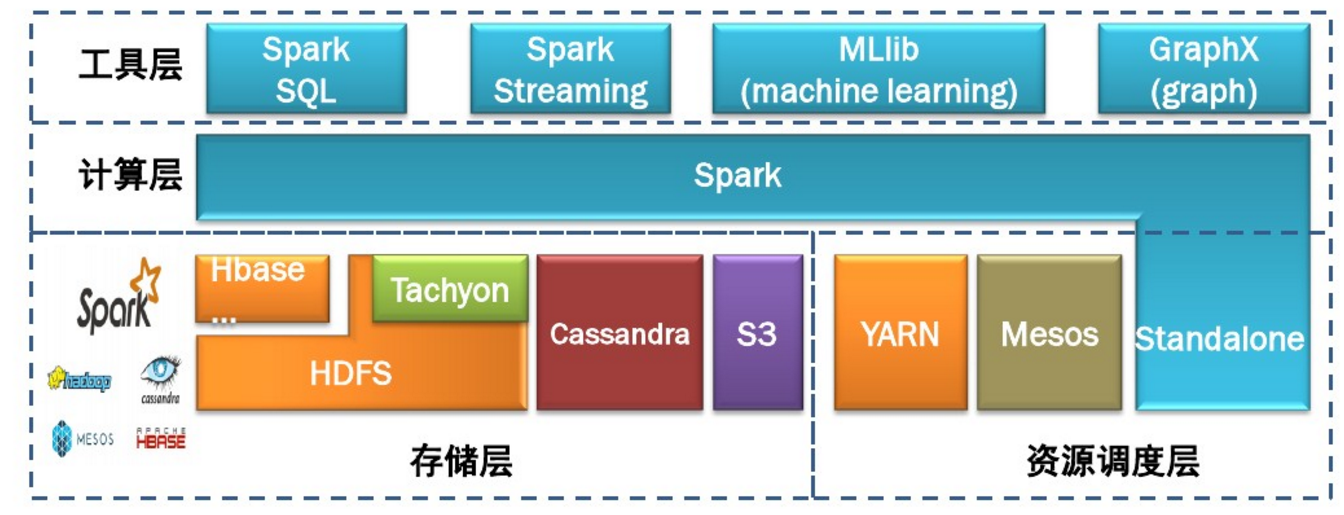 工具层
Spark
SQL
Spark
Streaming
MLlib
(machine learning)
GraphX
(graph)
计算层
Spark
Spark
hadoop
cassandra
MESOS
APACHE
HBASE
Hbase
...
Tachyon
HDFS
Cassandra
S3
存储层
YARN
Mesos
Standalone
资源调度层